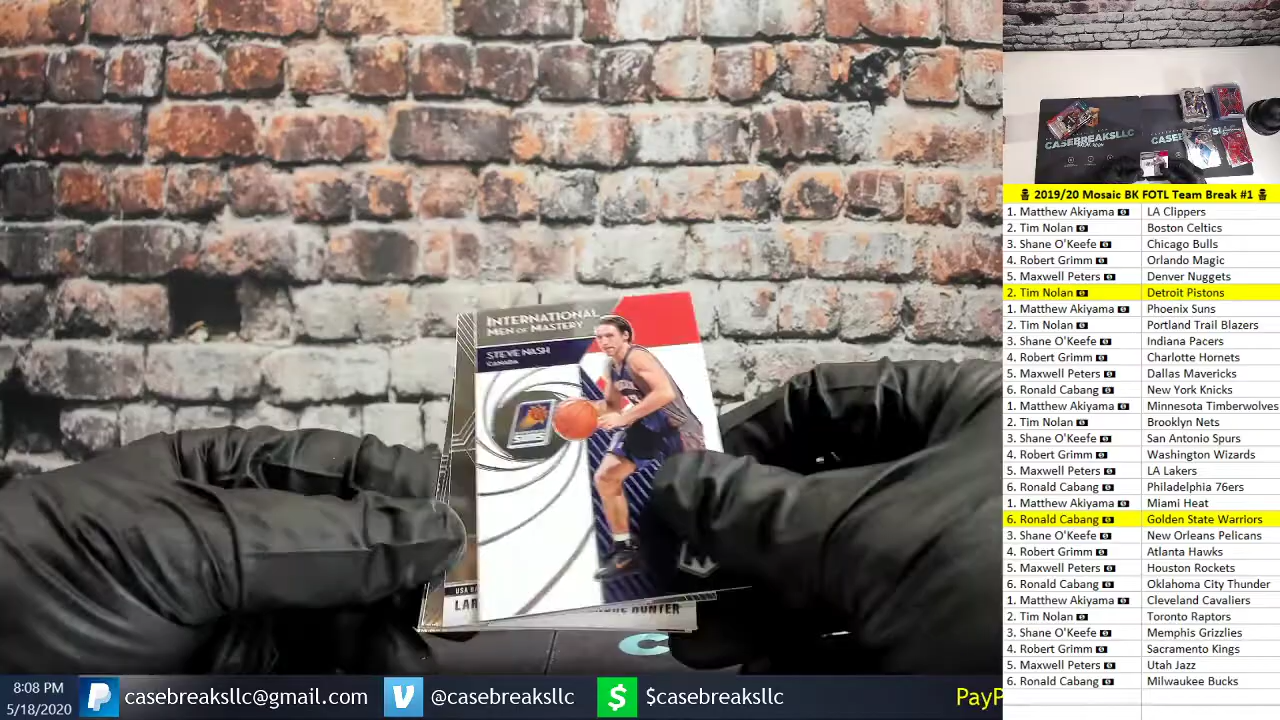 INTERNATIONAL
MEN OF MASTERY
STEVE NASH
CANADA
SUNS
USA
LAR
HUNTER
8:08 PM
5/18/2020
casebreaksllc@gmail.com
@casebreaksllc
$casebreaksllc
PayP
CASEBREAKSLLC
2019/20 Mosaic BK FOTL Team Break #1
1. Matthew Akiyama LA Clippers
2. Tim Nolan Boston Celtics
3. Shane O'Keefe Chicago Bulls
4. Robert Grimm Orlando Magic
5. Maxwell Peters Denver Nuggets
2. Tim Nolan Detroit Pistons
1. Matthew Akiyama Phoenix Suns
2. Tim Nolan Portland Trail Blazers
3. Shane O'Keefe Indiana Pacers
4. Robert Grimm Charlotte Hornets
5. Maxwell Peters Dallas Mavericks
6. Ronald Cabang New York Knicks
1. Matthew Akiyama Minnesota Timberwolves
2. Tim Nolan Brooklyn Nets
3. Shane O'Keefe San Antonio Spurs
4. Robert Grimm Washington Wizards
5. Maxwell Peters LA Lakers
6. Ronald Cabang Philadelphia 76ers
1. Matthew Akiyama Miami Heat
6. Ronald Cabang Golden State Warriors
3. Shane O'Keefe New Orleans Pelicans
4. Robert Grimm Atlanta Hawks
5. Maxwell Peters Houston Rockets
6. Ronald Cabang Oklahoma City Thunder
1. Matthew Akiyama Cleveland Cavaliers
2. Tim Nolan Toronto Raptors
3. Shane O'Keefe Memphis Grizzlies
4. Robert Grimm Sacramento Kings
5. Maxwell Peters Utah Jazz
6. Ronald Cabang Milwaukee Bucks